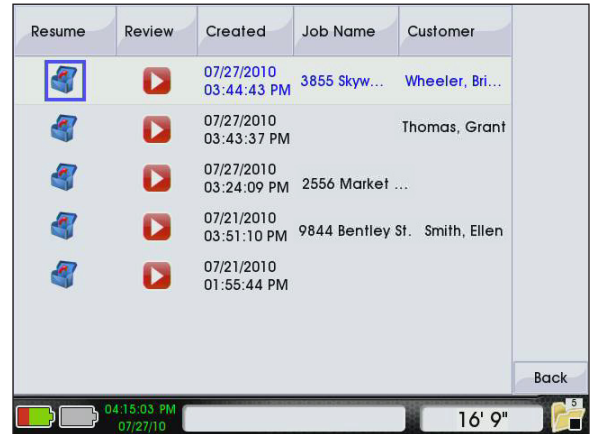 Resume Review Created Job Name Customer
07/27/2010
03:44:43 PM 3855 Skyw... Wheeler, Bri...
07/27/2010
03:43:37 PM Thomas, Grant
07/27/2010
03:24:09 PM 2556 Market ...
07/21/2010
03:51:10 PM 9844 Bentley St. Smith, Ellen
07/21/2010
01:55:44 PM
Back
04:15:03 PM
07/27/10
16' 9"
5